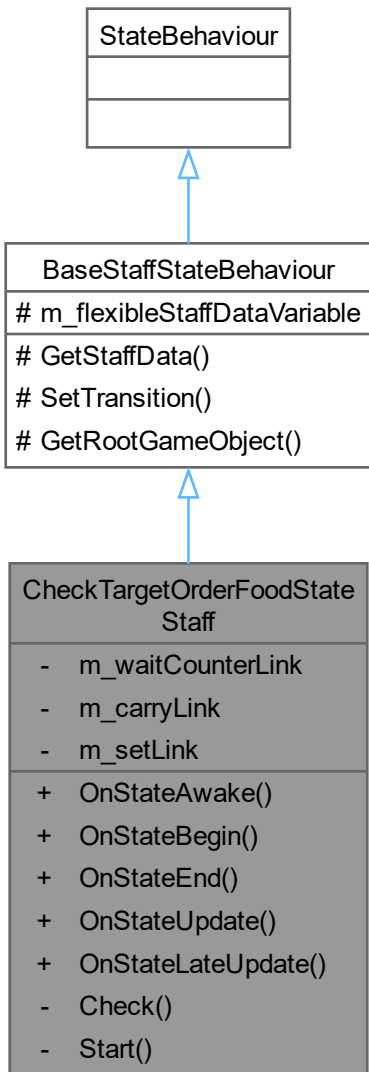 StateBehaviour
BaseStaffStateBehaviour
# m_flexibleStaffDataVariable
# GetStaffData()
# SetTransition()
# GetRootGameObject()
CheckTargetOrderFoodState
Staff
- m_waitCounterLink
- m_carryLink
- m_setLink
+ OnStateAwake()
+ OnStateBegin()
+ OnStateEnd()
+ OnStateUpdate()
+ OnStateLateUpdate()
- Check()
- Start()